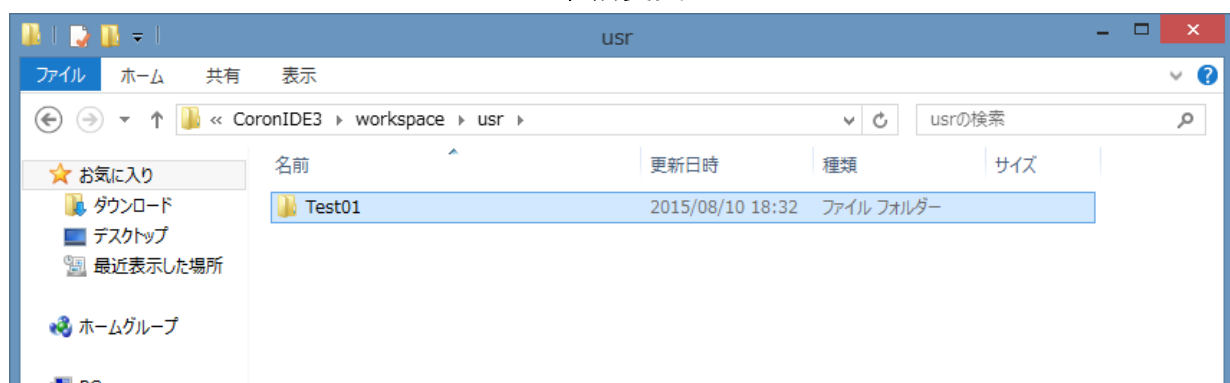 usr
ファイル ホーム 共有 表示
« CoronIDE3 workspace usr usrの検索
名前 更新日時 種類 サイズ
お気に入り
ダウンロード
デスクトップ
最近表示した場所
ホームグループ
Test01 2015/08/10 18:32 ファイル フォルダー